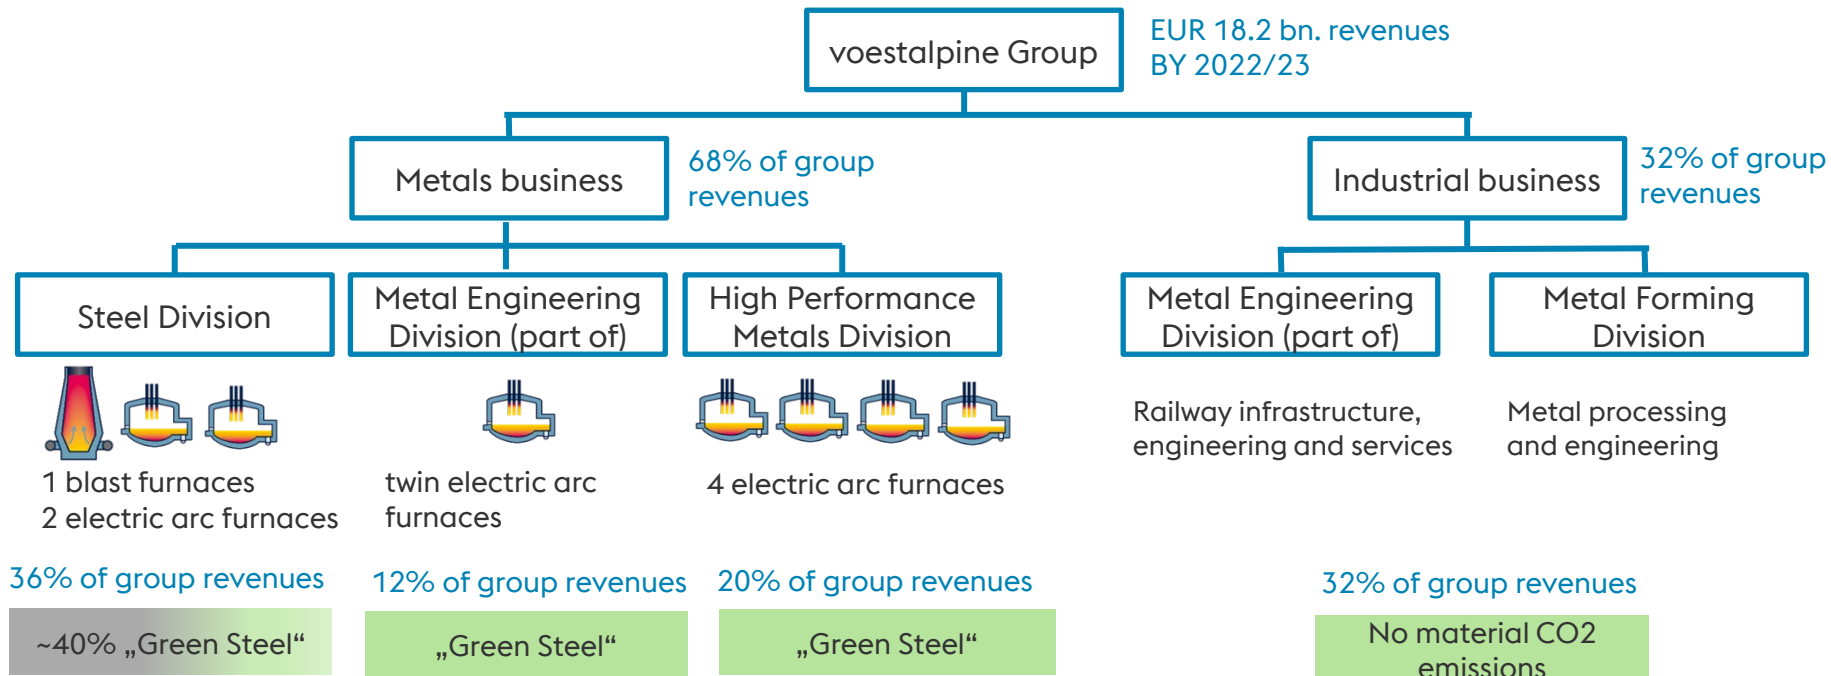 voestalpine Group
EUR 18.2 bn. revenues
BY 2022/23
Metals business
68% of group
revenues
Industrial business
32% of group
revenues
Steel Division
Metal Engineering
Division (part of)
High Performance
Metals Division
Metal Engineering
Division (part of)
Metal Forming
Division
1 blast furnaces
2 electric arc furnaces
twin electric arc
furnaces
4 electric arc furnaces
Railway infrastructure,
engineering and services
Metal processing
and engineering
36% of group revenues
12% of group revenues
20% of group revenues
32% of group revenues
~40% „Green Steel“
„Green Steel“
„Green Steel“
No material CO2
emissions